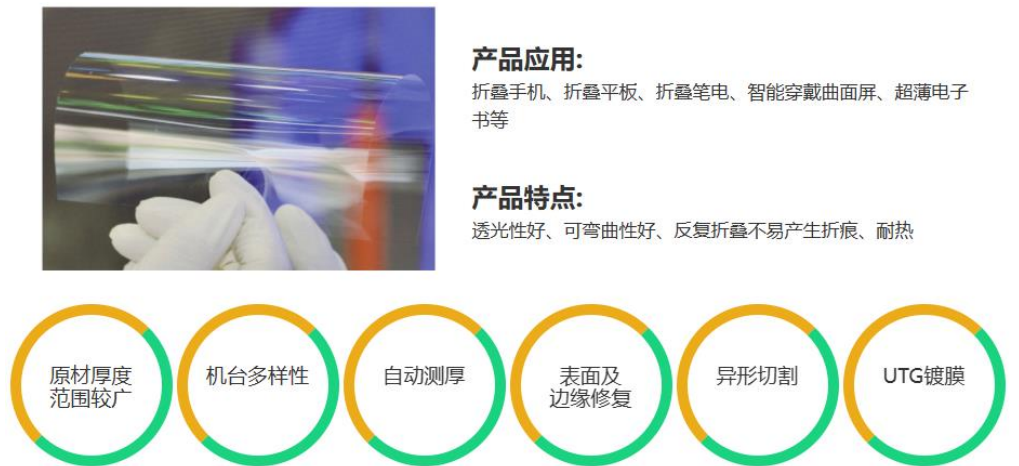 产品应用:
折叠手机、折叠平板、折叠笔电、智能穿戴曲面屏、超薄电子
书等
产品特点:
透光性好、可弯曲性好、反复折叠不易产生折痕、耐热
原材厚度
范围较广
机台多样性
自动测厚
表面及
边缘修复
异形切割
UTG镀膜